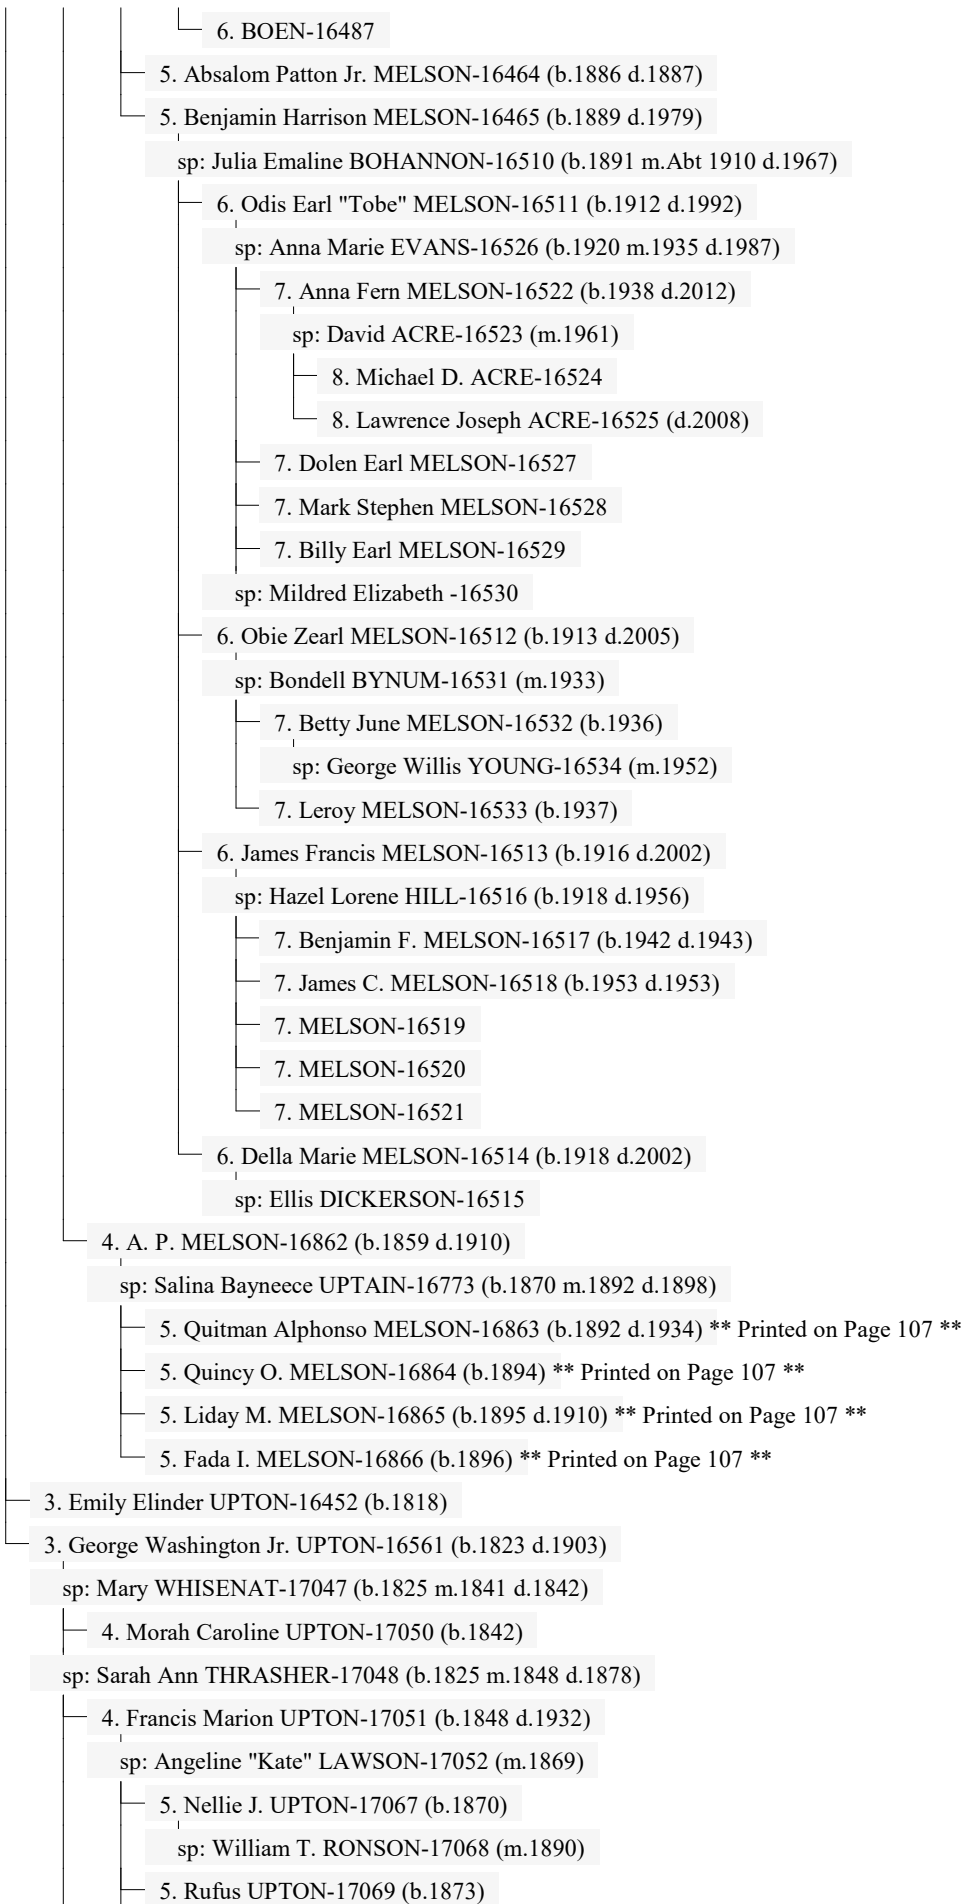 6. BOEN-16487
5. Absalom Patton Jr. MELSON-16464 (b.1886 d.1887)
5. Benjamin Harrison MELSON-16465 (b.1889 d.1979)
sp: Julia Emaline BOHANNON-16510 (b.1891 m.Abt 1910 d.1967)
6. Odis Earl "Tobe" MELSON-16511 (b.1912 d.1992)
sp: Anna Marie EVANS-16526 (b.1920 m.1935 d.1987)
7. Anna Fern MELSON-16522 (b.1938 d.2012)
sp: David ACRE-16523 (m.1961)
8. Michael D. ACRE-16524
8. Lawrence Joseph ACRE-16525 (d.2008)
7. Dolen Earl MELSON-16527
7. Mark Stephen MELSON-16528
7. Billy Earl MELSON-16529
sp: Mildred Elizabeth -16530
6. Obie Zearl MELSON-16512 (b.1913 d.2005)
sp: Bondell BYNUM-16531 (m.1933)
7. Betty June MELSON-16532 (b.1936)
sp: George Willis YOUNG-16534 (m.1952)
7. Leroy MELSON-16533 (b.1937)
6. James Francis MELSON-16513 (b.1916 d.2002)
sp: Hazel Lorene HILL-16516 (b.1918 d.1956)
7. Benjamin F. MELSON-16517 (b.1942 d.1943)
7. James C. MELSON-16518 (b.1953 d.1953)
7. MELSON-16519
7. MELSON-16520
7. MELSON-16521
6. Della Marie MELSON-16514 (b.1918 d.2002)
sp: Ellis DICKERSON-16515
4. A. P. MELSON-16862 (b.1859 d.1910)
sp: Salina Bayneece UPTAIN-16773 (b.1870 m.1892 d.1898)
5. Quitman Alphonso MELSON-16863 (b.1892 d.1934) ** Printed on Page 107 **
5. Quincy O. MELSON-16864 (b.1894) ** Printed on Page 107 **
5. Liday M. MELSON-16865 (b.1895 d.1910) ** Printed on Page 107 **
5. Fada I. MELSON-16866 (b.1896) ** Printed on Page 107 **
3. Emily Elinder UPTON-16452 (b.1818)
3. George Washington Jr. UPTON-16561 (b.1823 d.1903)
sp: Mary WHISENAT-17047 (b.1825 m.1841 d.1842)
4. Morah Caroline UPTON-17050 (b.1842)
sp: Sarah Ann THRASHER-17048 (b.1825 m.1848 d.1878)
4. Francis Marion UPTON-17051 (b.1848 d.1932)
sp: Angeline "Kate" LAWSON-17052 (m.1869)
5. Nellie J. UPTON-17067 (b.1870)
sp: William T. RONSON-17068 (m.1890)
5. Rufus UPTON-17069 (b.1873)